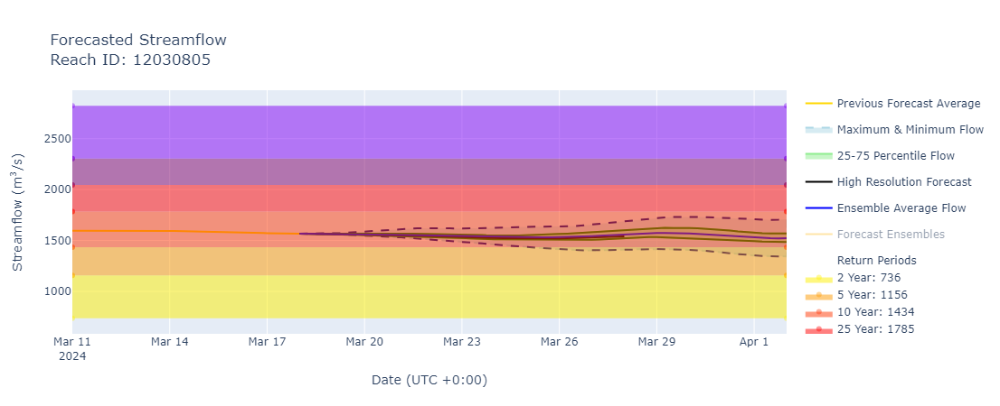 Forecasted Streamflow
Reach ID: 12030805
Streamflow (m³/s)
2500
2000
1500
1000
Mar 11
2024
Mar 14
Mar 17
Mar 20
Mar 23
Mar 26
Mar 29
Apr 1
Date (UTC +0:00)
Previous Forecast Average
Maximum & Minimum Flow
25-75 Percentile Flow
High Resolution Forecast
Ensemble Average Flow
Forecast Ensembles
Return Periods
2 Year: 736
5 Year: 1156
10 Year: 1434
25 Year: 1785